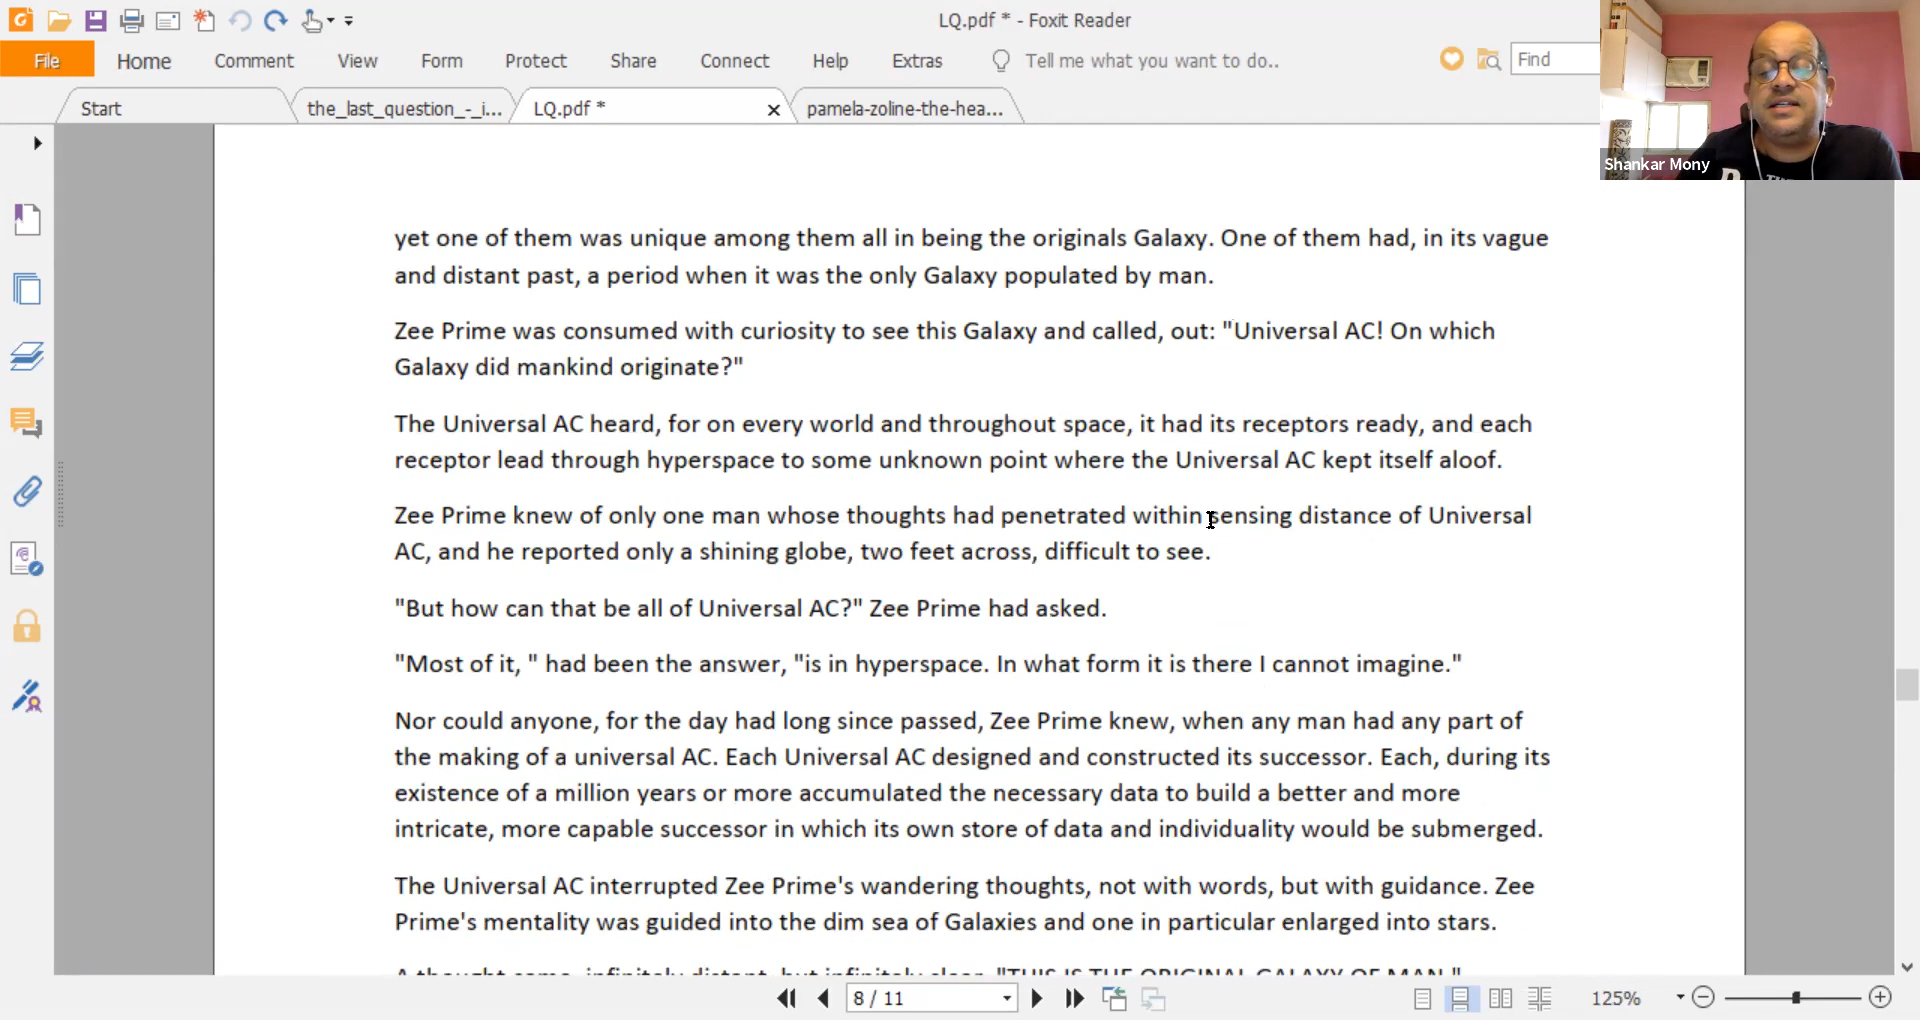 LQ.pdf * - Foxit Reader
File Home Comment View Form Protect Share Connect Help Extras Tell me what you want to do.. Find
Start the_last_question_-_i... LQ.pdf * pamela-zoline-the-hea...
Shankar Mony
yet one of them was unique among them all in being the originals Galaxy. One of them had, in its vague
and distant past, a period when it was the only Galaxy populated by man.
Zee Prime was consumed with curiosity to see this Galaxy and called, out: "Universal AC! On which
Galaxy did mankind originate?"
The Universal AC heard, for on every world and throughout space, it had its receptors ready, and each
receptor lead through hyperspace to some unknown point where the Universal AC kept itself aloof.
Zee Prime knew of only one man whose thoughts had penetrated within sensing distance of Universal
AC, and he reported only a shining globe, two feet across, difficult to see.
"But how can that be all of Universal AC?" Zee Prime had asked.
"Most of it, " had been the answer, "is in hyperspace. In what form it is there I cannot imagine."
Nor could anyone, for the day had long since passed, Zee Prime knew, when any man had any part of
the making of a universal AC. Each Universal AC designed and constructed its successor. Each, during its
existence of a million years or more accumulated the necessary data to build a better and more
intricate, more capable successor in which its own store of data and individuality would be submerged.
The Universal AC interrupted Zee Prime's wandering thoughts, not with words, but with guidance. Zee
Prime's mentality was guided into the dim sea of Galaxies and one in particular enlarged into stars.
A thought came, infinitely distant, but infinitely clear. "THIS IS THE ORIGINAL GALAXY OF MAN."
8 / 11 125%